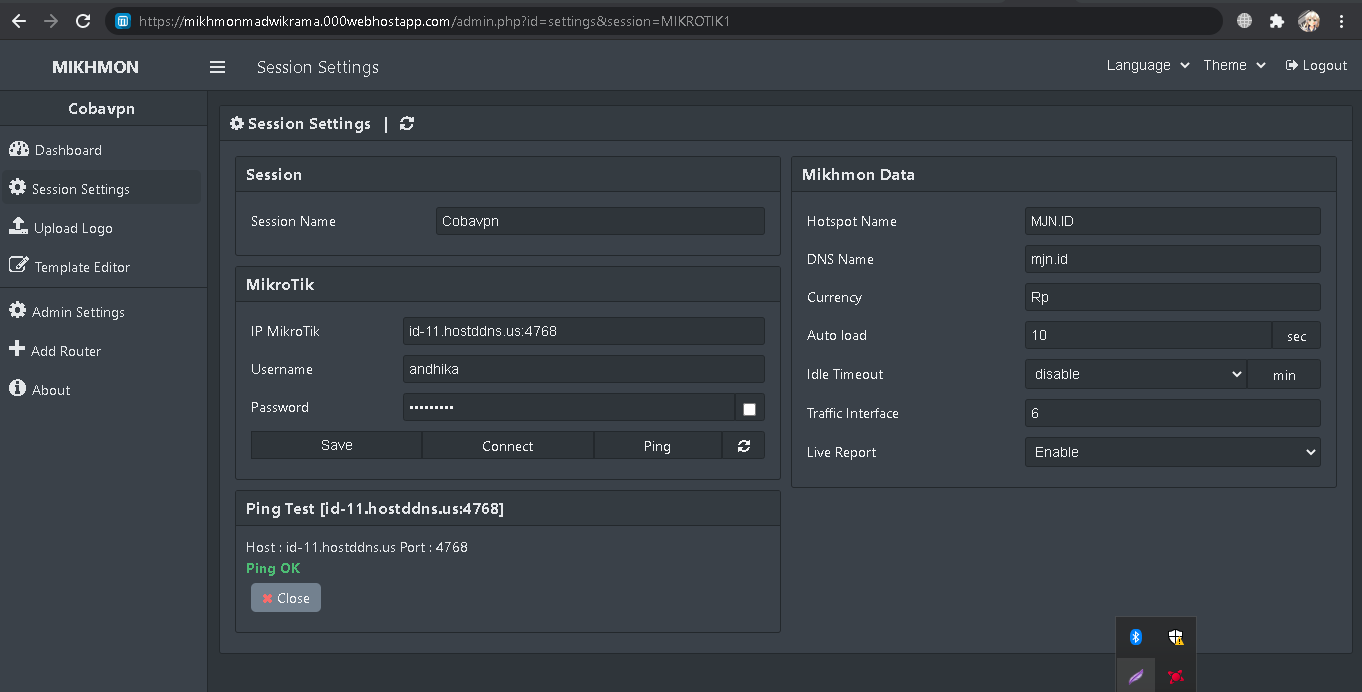 https://mikhmonmadwikrama.000webhostapp.com/admin.php?id=settings&session=MIKROTIK1
MIKHMON
Session Settings
Language
Theme
Logout
Cobavpn
Dashboard
Session Settings
Upload Logo
Template Editor
Admin Settings
Add Router
About
Session Settings |
Session
Session Name Cobavpn
MikroTik
IP MikroTik id-11.hostddns.us:4768
Username andhika
Password •••••••••
Save Connect Ping
Ping Test [id-11.hostddns.us:4768]
Host : id-11.hostddns.us Port : 4768
Ping OK
Close
Mikhmon Data
Hotspot Name MJN.ID
DNS Name mjn.id
Currency Rp
Auto load 10 sec
Idle Timeout disable min
Traffic Interface 6
Live Report Enable